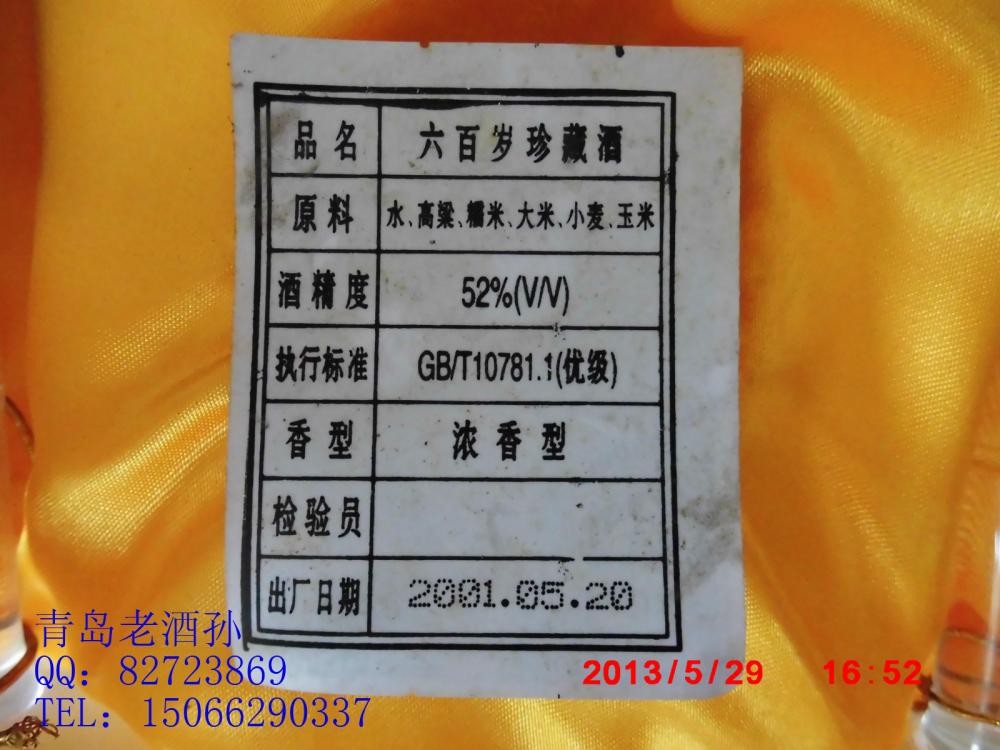 品名 六百岁珍藏酒
原料 水、高粱、糯米、大米、小麦、玉米
酒精度 52%(V/V)
执行标准 GB/T10781.1(优级)
香型 浓香型
检验员
出厂日期 2001.05.20
青岛老酒孙
QQ：82723869
TEL：15066290337
2013/5/29 16:52